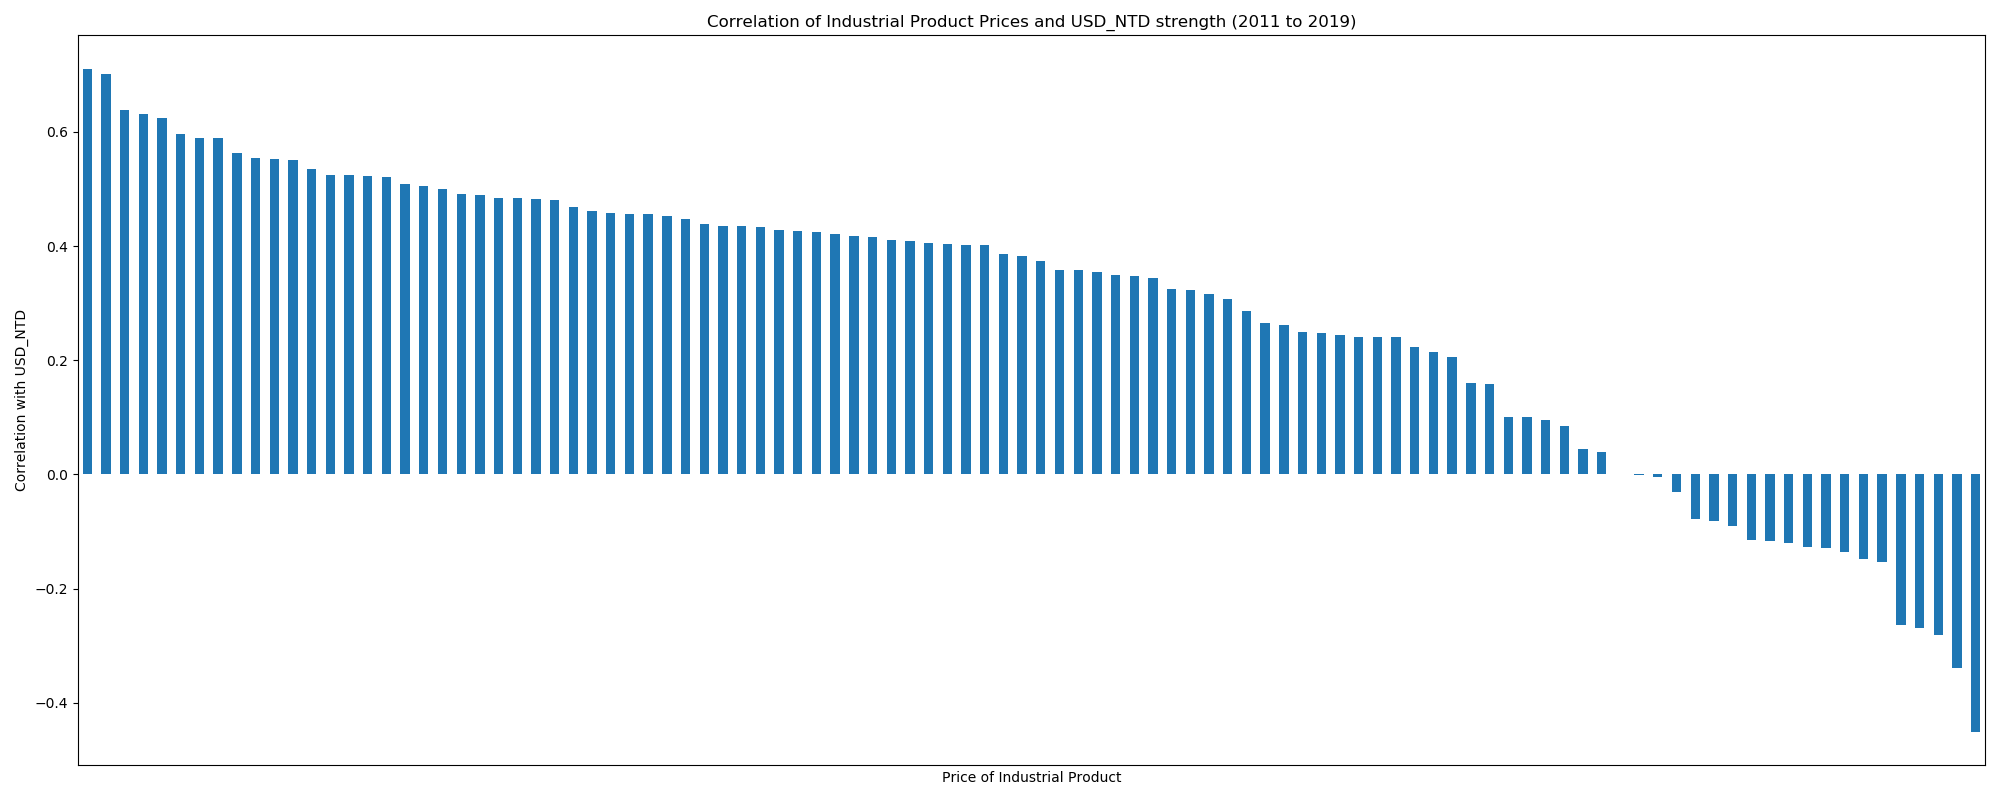 Correlation of Industrial Product Prices and USD_NTD strength (2011 to 2019)
Correlation with USD_NTD
0.6
0.4
0.2
0.0
−0.2
−0.4
Price of Industrial Product